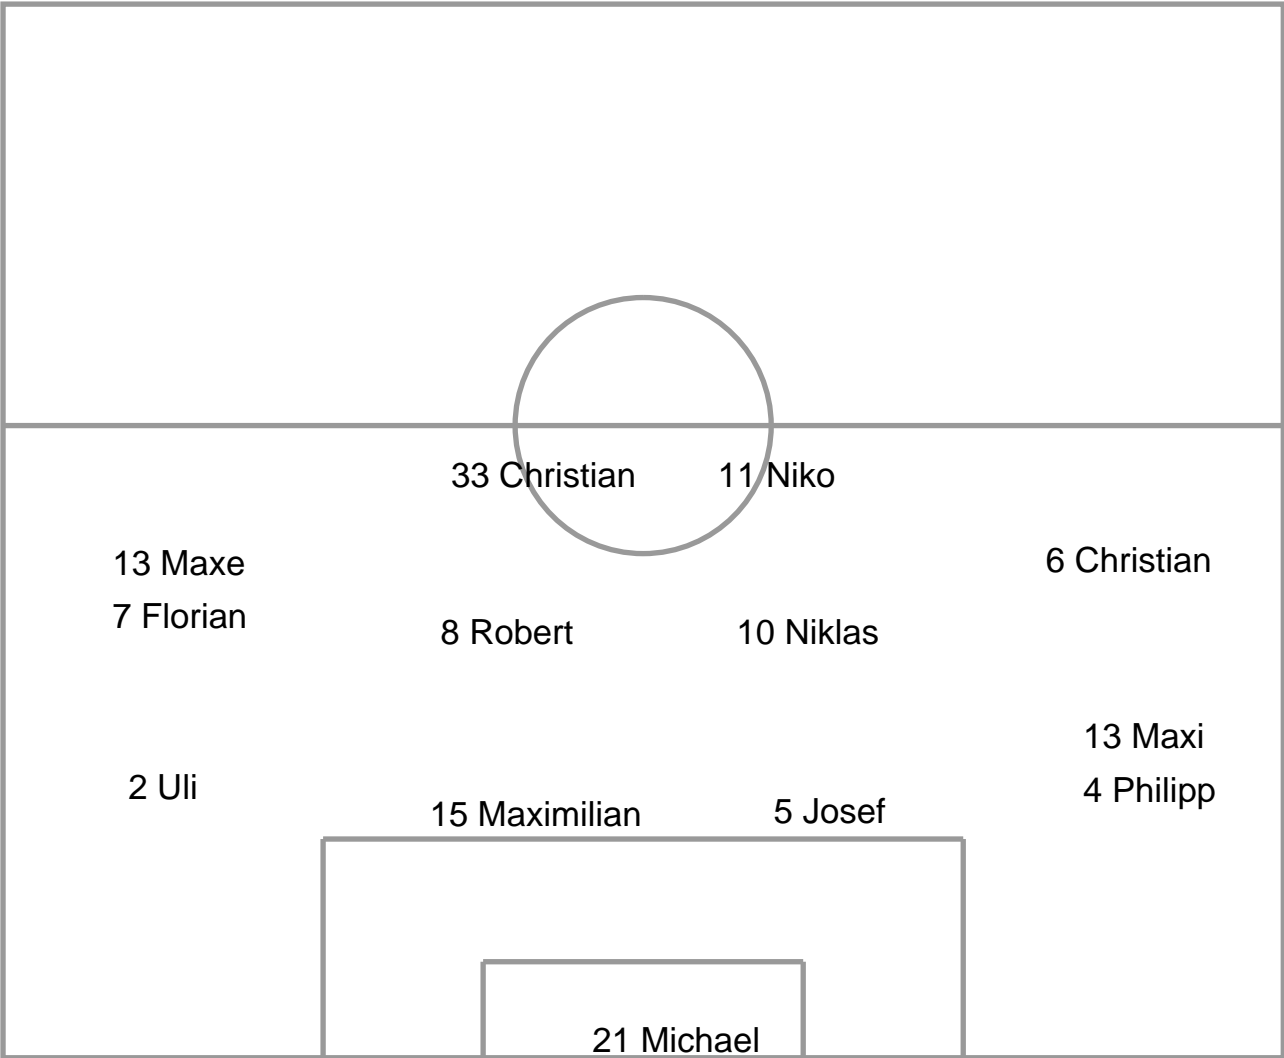 33 Christian
11 Niko
13 Maxe
6 Christian
7 Florian
8 Robert
10 Niklas
13 Maxi
2 Uli
4 Philipp
15 Maximilian
5 Josef
21 Michael